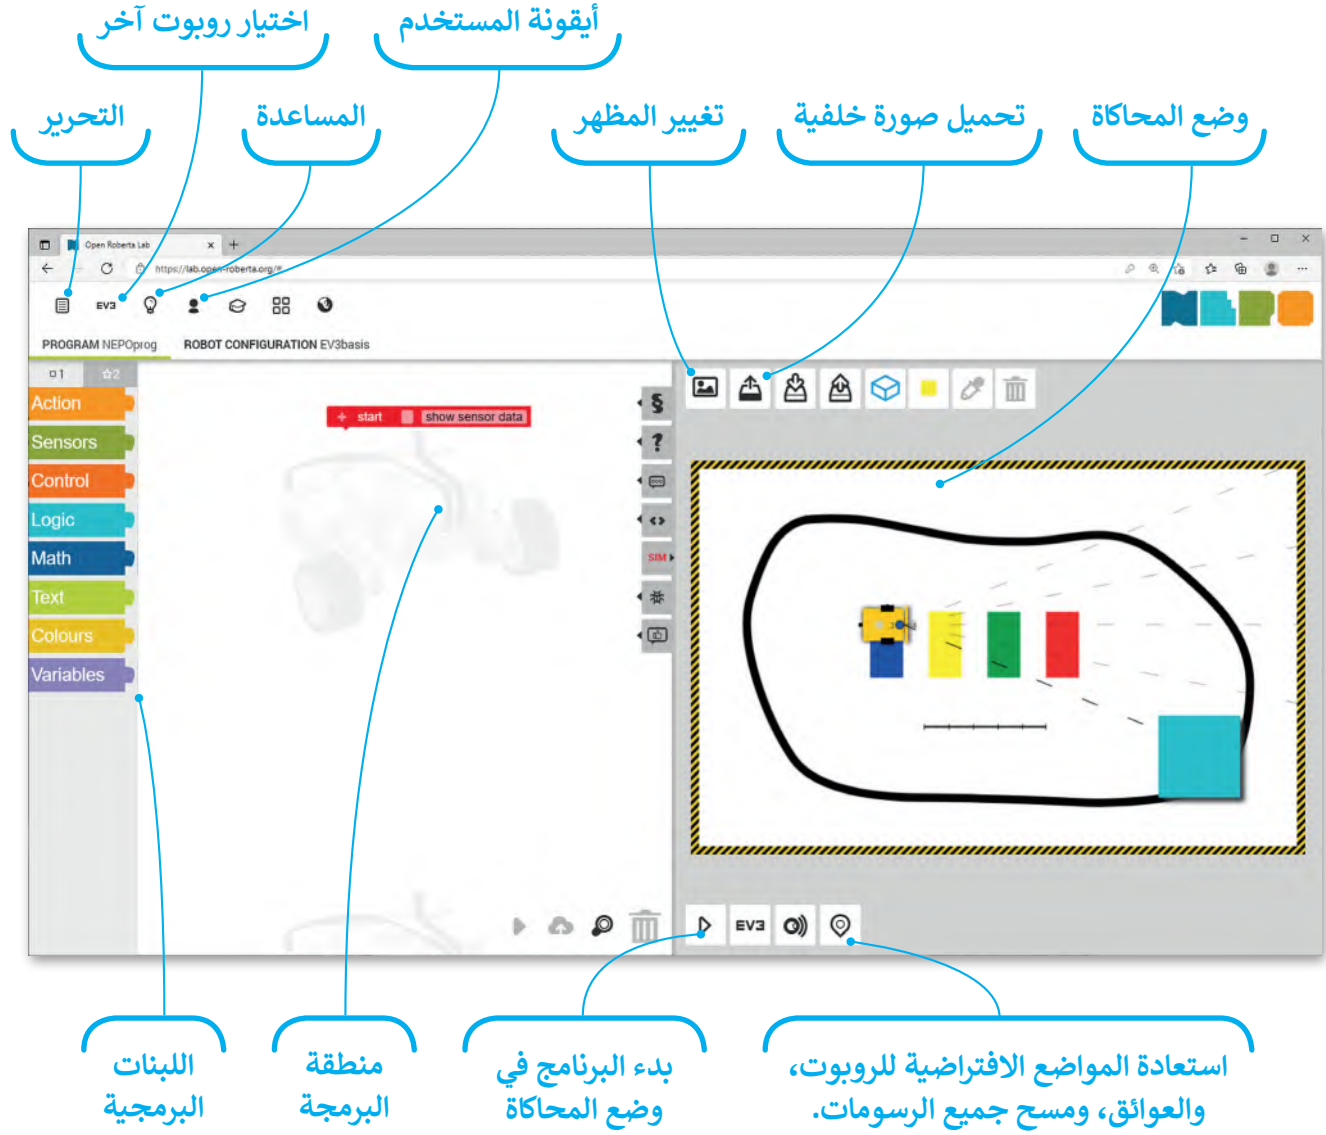 أيقونة المستخدم
اختيار روبوت آخر
وضع المحاكاة
تحميل صورة خلفية
تغيير المظهر
المساعدة
التحرير
Open Roberta Lab
https://lab.open-roberta.org/#
EV3
PROGRAM NEPOprog
ROBOT CONFIGURATION EV3basis
1
2
Action
Sensors
Control
Logic
Math
Text
Colours
Variables
+ start show sensor data
SIM
EV3
استعادة المواضع الافتراضية للروبوت،
والعوائق، ومسح جميع الرسومات.
بدء البرنامج في
وضع المحاكاة
منطقة
البرمجة
اللبنات
البرمجية